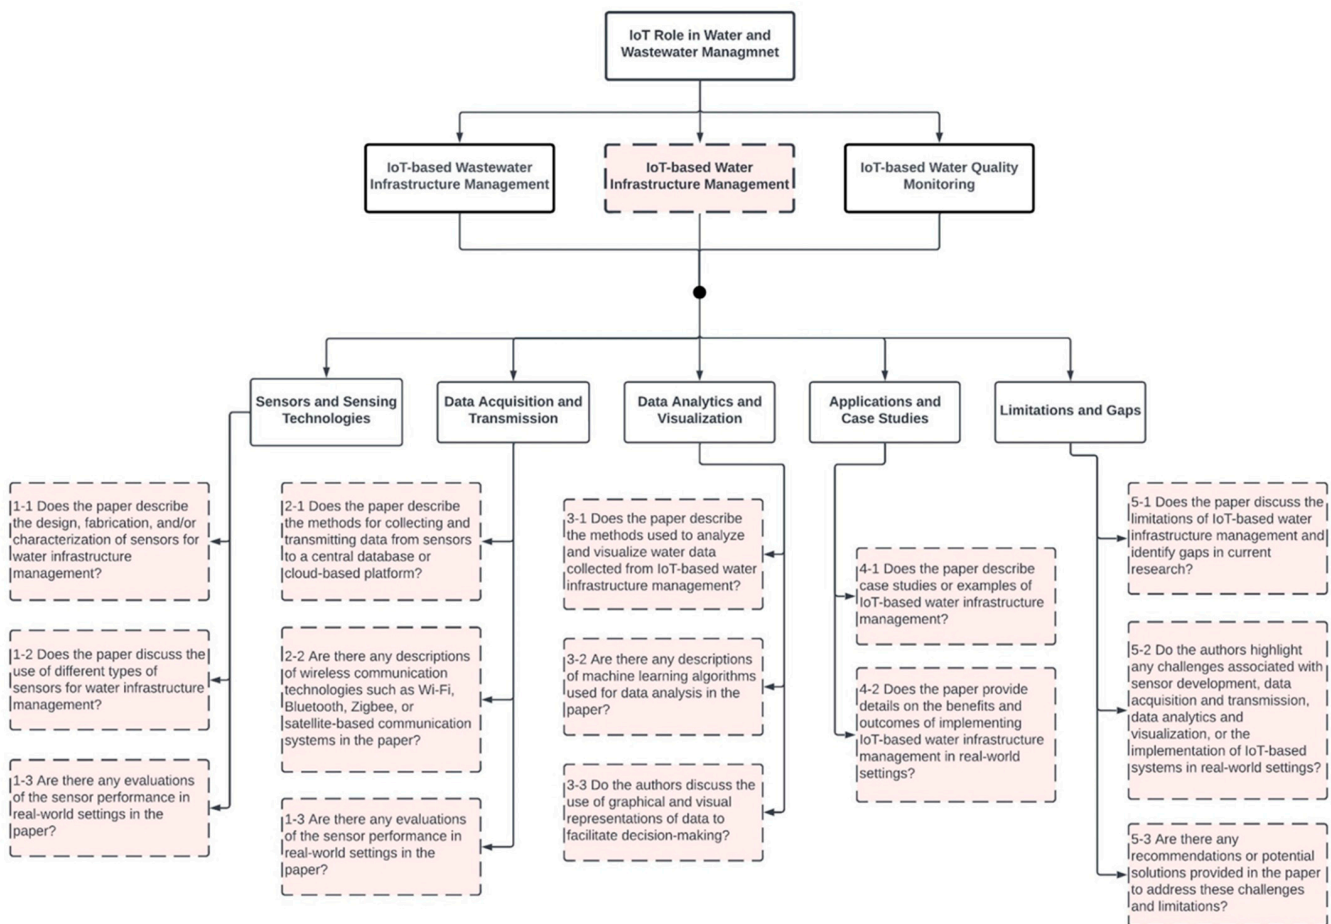 IoT Role in Water and
Wastewater Managmnet
IoT-based Wastewater
Infrastructure Management
IoT-based Water
Infrastructure Management
IoT-based Water Quality
Monitoring
Sensors and Sensing
Technologies
Data Acquisition and
Transmission
Data Analytics and
Visualization
Applications and
Case Studies
Limitations and Gaps
1-1 Does the paper describe
the design, fabrication, and/or
characterization of sensors for
water infrastructure
management?
1-2 Does the paper discuss the
use of different types of
sensors for water infrastructure
management?
1-3 Are there any evaluations
of the sensor performance in
real-world settings in the
paper?
2-1 Does the paper describe
the methods for collecting and
transmitting data from sensors
to a central database or
cloud-based platform?
2-2 Are there any descriptions
of wireless communication
technologies such as Wi-Fi,
Bluetooth, Zigbee, or
satellite-based communication
systems in the paper?
1-3 Are there any evaluations
of the sensor performance in
real-world settings in the
paper?
3-1 Does the paper describe
the methods used to analyze
and visualize water data
collected from IoT-based water
infrastructure management?
3-2 Are there any descriptions
of machine learning algorithms
used for data analysis in the
paper?
3-3 Do the authors discuss the
use of graphical and visual
representations of data to
facilitate decision-making?
4-1 Does the paper describe
case studies or examples of
IoT-based water infrastructure
management?
4-2 Does the paper provide
details on the benefits and
outcomes of implementing
IoT-based water infrastructure
management in real-world
settings?
5-1 Does the paper discuss the
limitations of IoT-based water
infrastructure management and
identify gaps in current
research?
5-2 Do the authors highlight
any challenges associated with
sensor development, data
acquisition and transmission,
data analytics and
visualization, or the
implementation of IoT-based
systems in real-world settings?
5-3 Are there any
recommendations or potential
solutions provided in the paper
to address these challenges
and limitations?